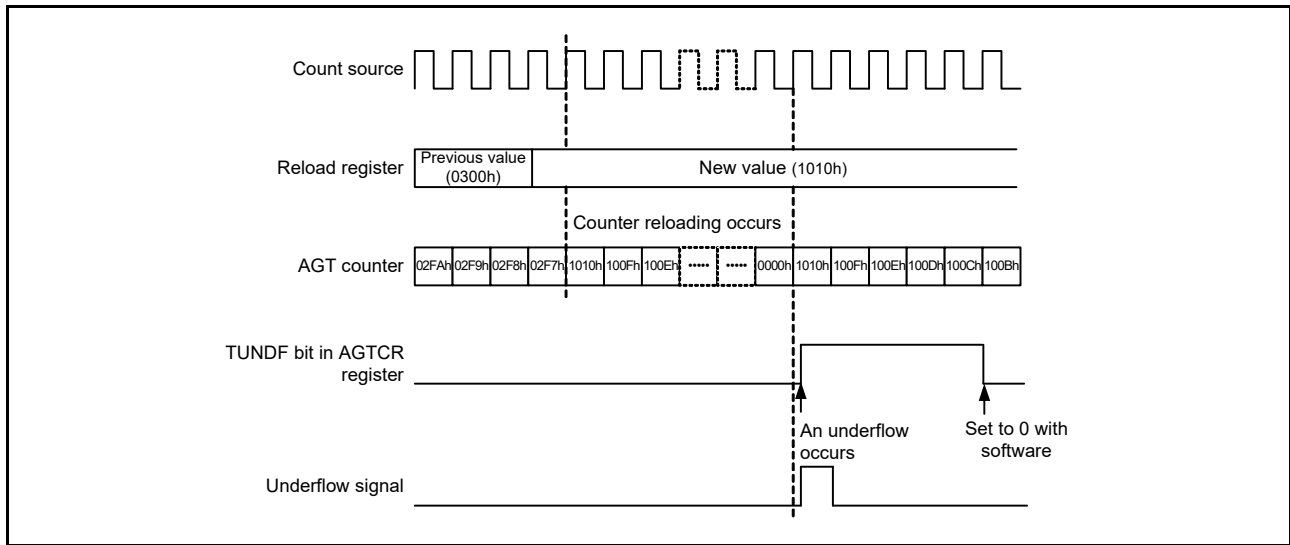 Count source
Reload register
Previous value
(0300h)
New value (1010h)
Counter reloading occurs
AGT counter
02FAh 02F9h 02F8h 02F7h 1010h 100Fh 100Eh ····· ····· 0000h 1010h 100Fh 100Eh 100Dh 100Ch 100Bh
TUNDF bit in AGTCR
register
An underflow
occurs
Set to 0 with
software
Underflow signal